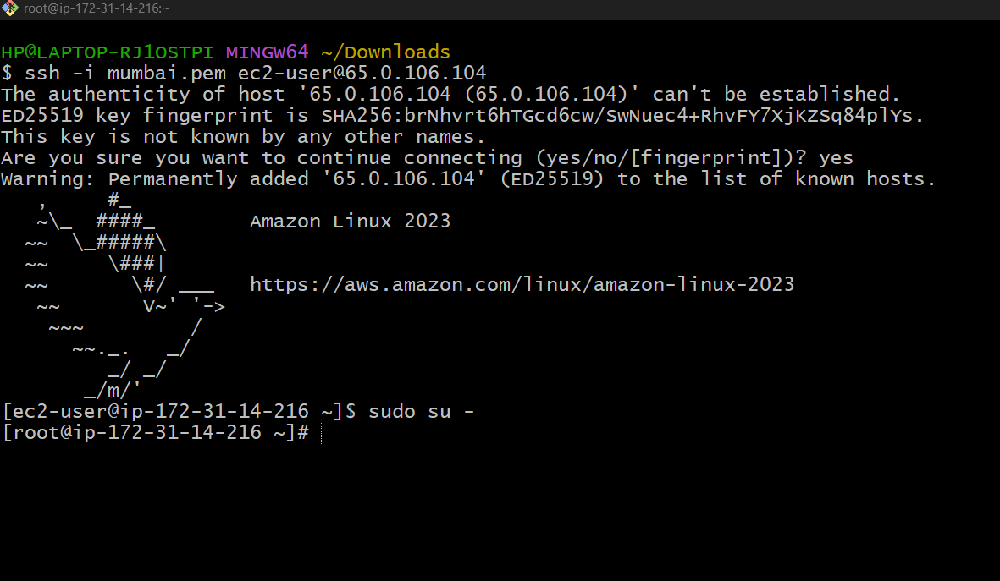 root@ip-172-31-14-216:~
HP@LAPTOP-RJ1OSTPI MINGW64 ~/Downloads
$ ssh -i mumbai.pem ec2-user@65.0.106.104
The authenticity of host '65.0.106.104 (65.0.106.104)' can't be established.
ED25519 key fingerprint is SHA256:brNhvrt6hTGcd6cw/SwNuec4+RhvFY7XjKZSq84plYs.
This key is not known by any other names.
Are you sure you want to continue connecting (yes/no/[fingerprint])? yes
Warning: Permanently added '65.0.106.104' (ED25519) to the list of known hosts.
   ,     #_
   ~\_  ####_        Amazon Linux 2023
  ~~  \_#####\
  ~~     \###|
  ~~       \#/ ___   https://aws.amazon.com/linux/amazon-linux-2023
   ~~       V~' '->
    ~~~         /
      ~~._.   _/
         _/ _/
       _/m/'
[ec2-user@ip-172-31-14-216 ~]$ sudo su -
[root@ip-172-31-14-216 ~]#